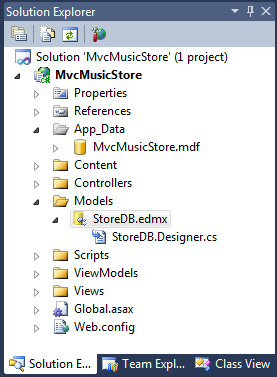 Solution Explorer
Solution 'MvcMusicStore' (1 project)
MvcMusicStore
Properties
References
App_Data
MvcMusicStore.mdf
Content
Controllers
Models
StoreDB.edmx
StoreDB.Designer.cs
Scripts
ViewModels
Views
Global.asax
Web.config
Solution E... Team Expl... Class View